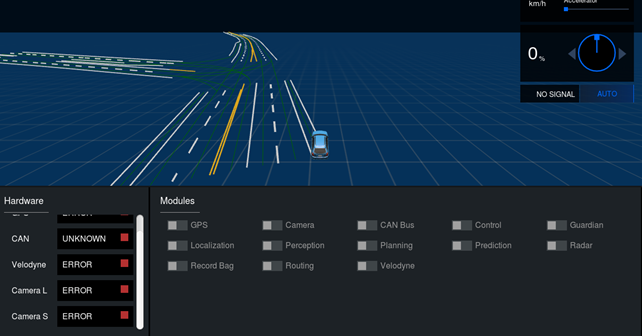 km/h
Accelerator
0 %
NO SIGNAL AUTO
Hardware
Modules
GPS ERROR
CAN UNKNOWN
Velodyne ERROR
Camera L ERROR
Camera S ERROR
GPS Camera CAN Bus Control Guardian
Localization Perception Planning Prediction Radar
Record Bag Routing Velodyne